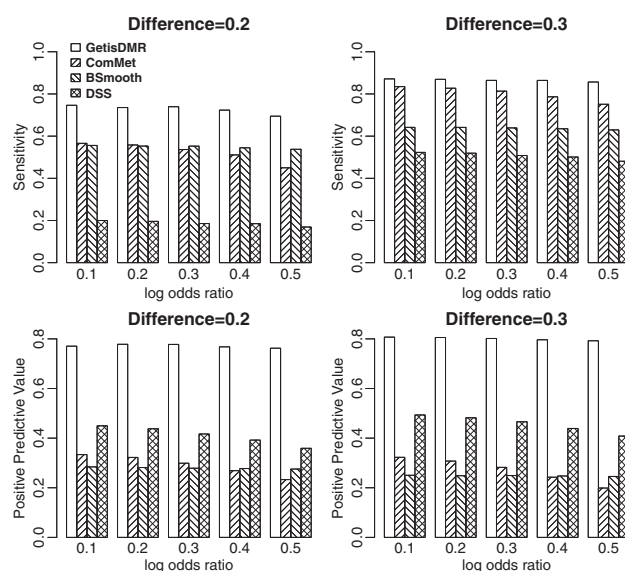 Difference=0.2
GetisDMR
ComMet
BSmooth
DSS
Sensitivity
0.0 0.2 0.4 0.6 0.8 1.0
0.1 0.2 0.3 0.4 0.5
log odds ratio
Difference=0.3
Sensitivity
0.0 0.2 0.4 0.6 0.8 1.0
0.1 0.2 0.3 0.4 0.5
log odds ratio
Difference=0.2
Positive Predictive Value
0.0 0.2 0.4 0.6 0.8
0.1 0.2 0.3 0.4 0.5
log odds ratio
Difference=0.3
Positive Predictive Value
0.0 0.2 0.4 0.6 0.8
0.1 0.2 0.3 0.4 0.5
log odds ratio